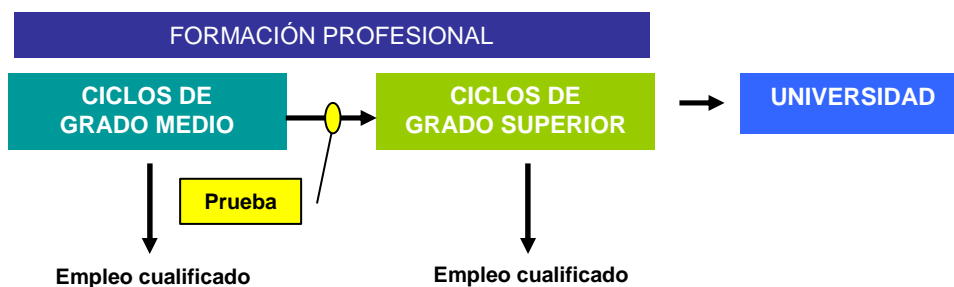 FORMACIÓN PROFESIONAL
CICLOS DE
GRADO MEDIO
CICLOS DE
GRADO SUPERIOR
UNIVERSIDAD
Prueba
Empleo cualificado
Empleo cualificado